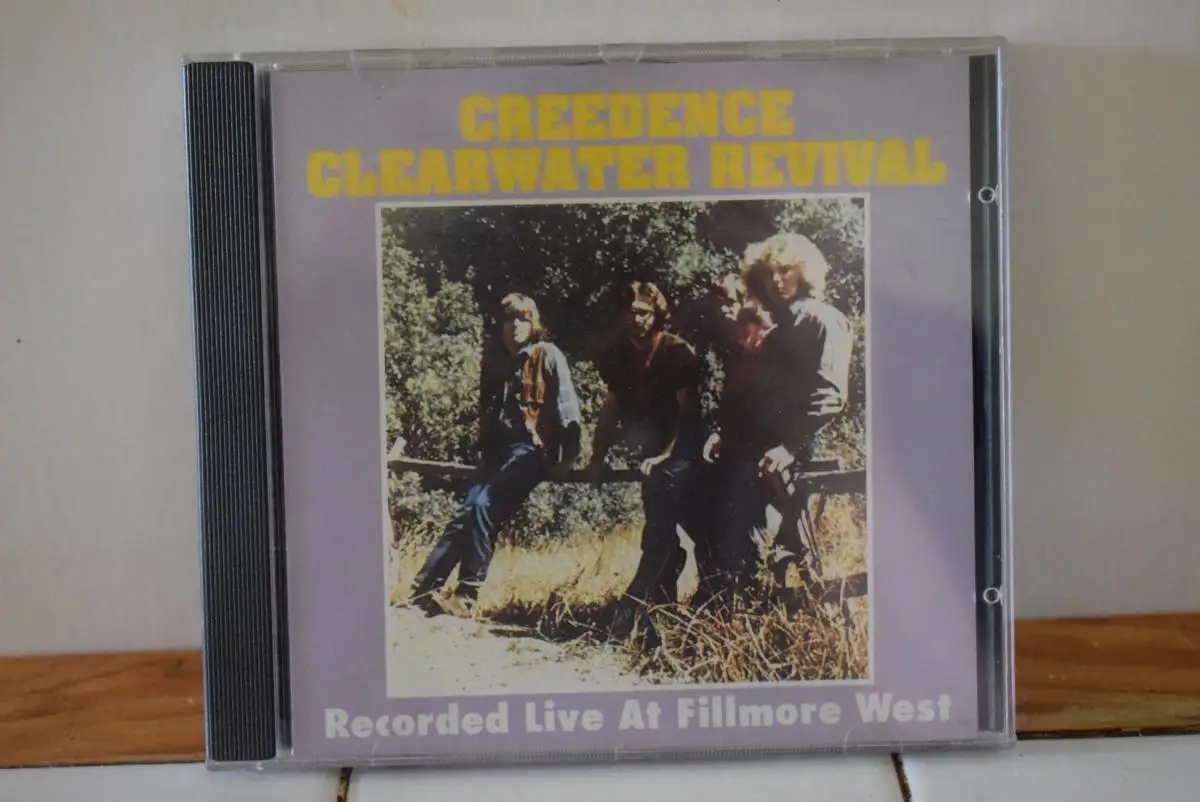 CREEDENCE
CLEARWATER REVIVAL
Recorded Live At Fillmore West